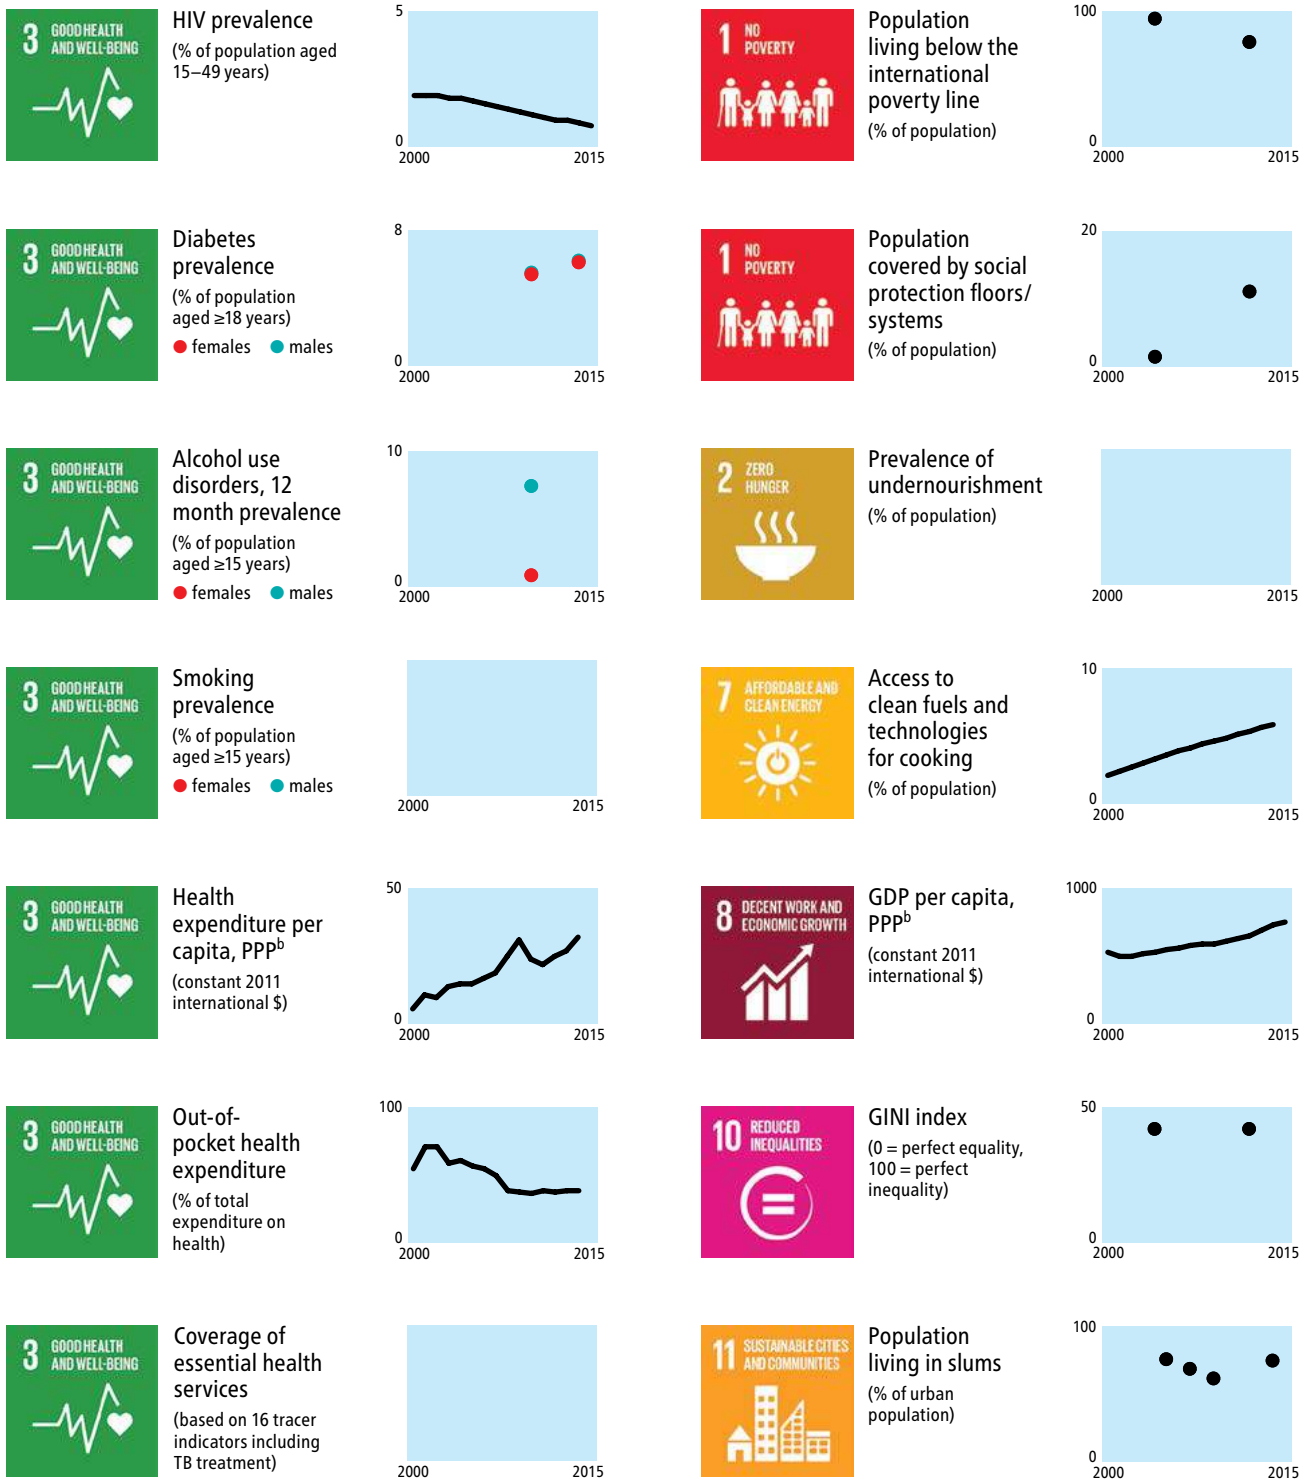 3 GOOD HEALTH
AND WELL-BEING
HIV prevalence
(% of population aged
15–49 years)
5
0
2000 2015
3 GOOD HEALTH
AND WELL-BEING
Diabetes
prevalence
(% of population
aged ≥18 years)
females males
8
0
2000 2015
3 GOOD HEALTH
AND WELL-BEING
Alcohol use
disorders, 12
month prevalence
(% of population
aged ≥15 years)
females males
10
0
2000 2015
3 GOOD HEALTH
AND WELL-BEING
Smoking
prevalence
(% of population
aged ≥15 years)
females males
2000 2015
3 GOOD HEALTH
AND WELL-BEING
Health
expenditure per
capita, PPPᵇ
(constant 2011
international $)
50
0
2000 2015
3 GOOD HEALTH
AND WELL-BEING
Out-of-
pocket health
expenditure
(% of total
expenditure on
health)
100
0
2000 2015
3 GOOD HEALTH
AND WELL-BEING
Coverage of
essential health
services
(based on 16 tracer
indicators including
TB treatment)
2000 2015
1 NO
POVERTY
Population
living below the
international
poverty line
(% of population)
100
0
2000 2015
1 NO
POVERTY
Population
covered by social
protection floors/
systems
(% of population)
20
0
2000 2015
2 ZERO
HUNGER
Prevalence of
undernourishment
(% of population)
2000 2015
7 AFFORDABLE AND
CLEAN ENERGY
Access to
clean fuels and
technologies
for cooking
(% of population)
10
0
2000 2015
8 DECENT WORK AND
ECONOMIC GROWTH
GDP per capita,
PPPᵇ
(constant 2011
international $)
1000
0
2000 2015
10 REDUCED
INEQUALITIES
GINI index
(0 = perfect equality,
100 = perfect
inequality)
50
0
2000 2015
11 SUSTAINABLE CITIES
AND COMMUNITIES
Population
living in slums
(% of urban
population)
100
0
2000 2015